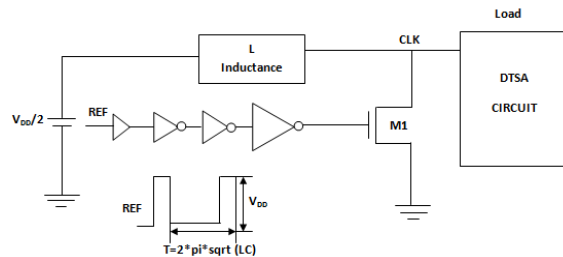 Load
L
Inductance
CLK
DTSA
CIRCUIT
V_DD/2
REF
M1
REF
V_DD
T=2*pi*sqrt (LC)